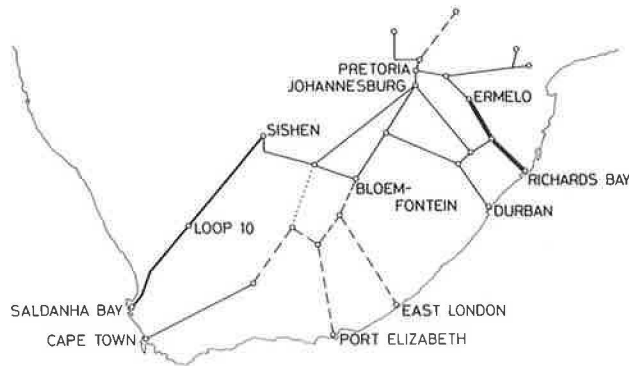 PRETORIA
JOHANNESBURG
ERMELO
SISHEN
RICHARDS BAY
BLOEM-
FONTEIN
DURBAN
LOOP 10
SALDANHA BAY
EAST LONDON
CAPE TOWN
PORT ELIZABETH